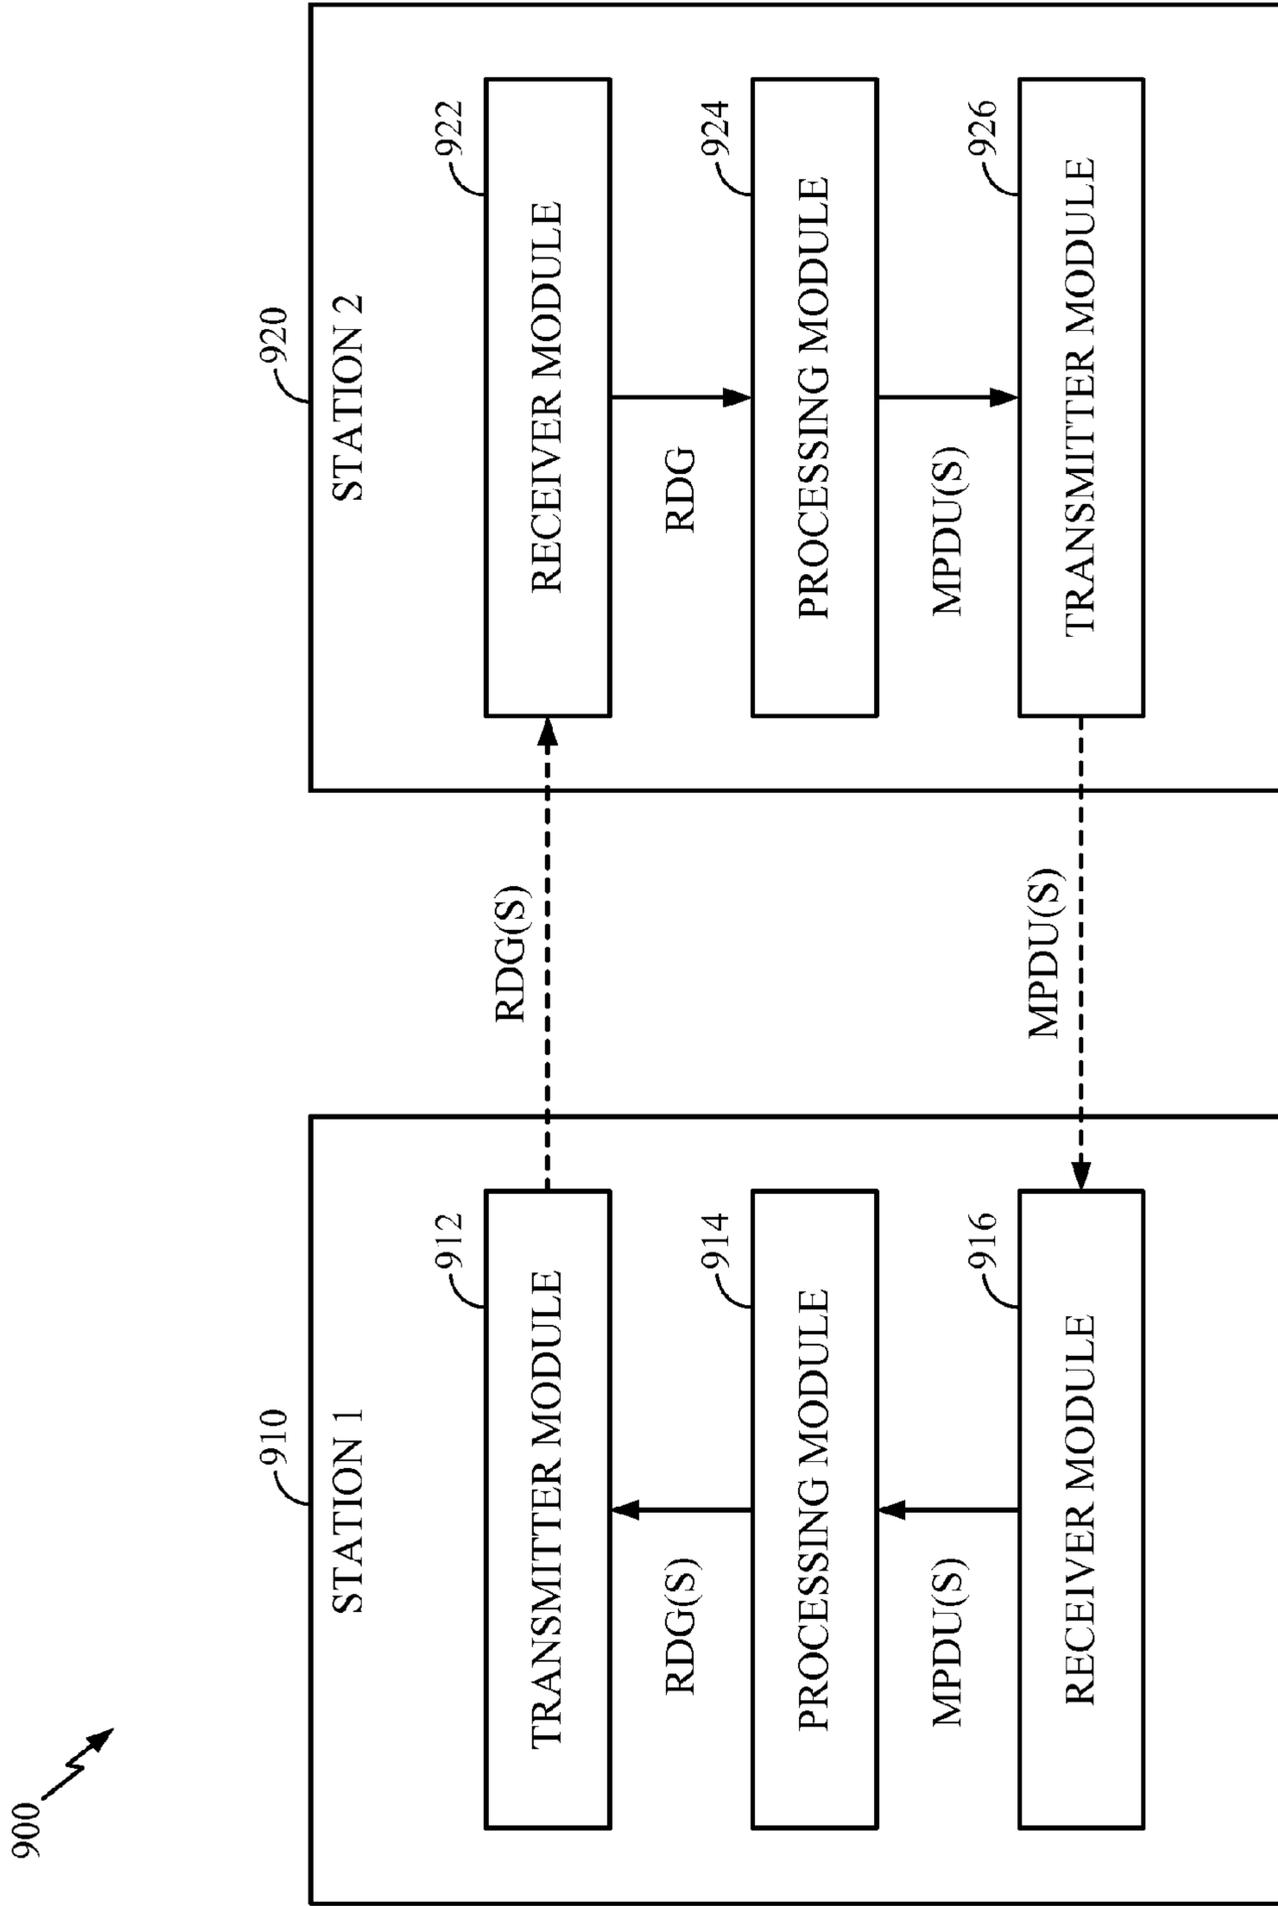 900
910
STATION 1
912
TRANSMITTER MODULE
RDG(S)
914
PROCESSING MODULE
MPDU(S)
916
RECEIVER MODULE
RDG(S)
MPDU(S)
920
STATION 2
922
RECEIVER MODULE
RDG
924
PROCESSING MODULE
MPDU(S)
926
TRANSMITTER MODULE